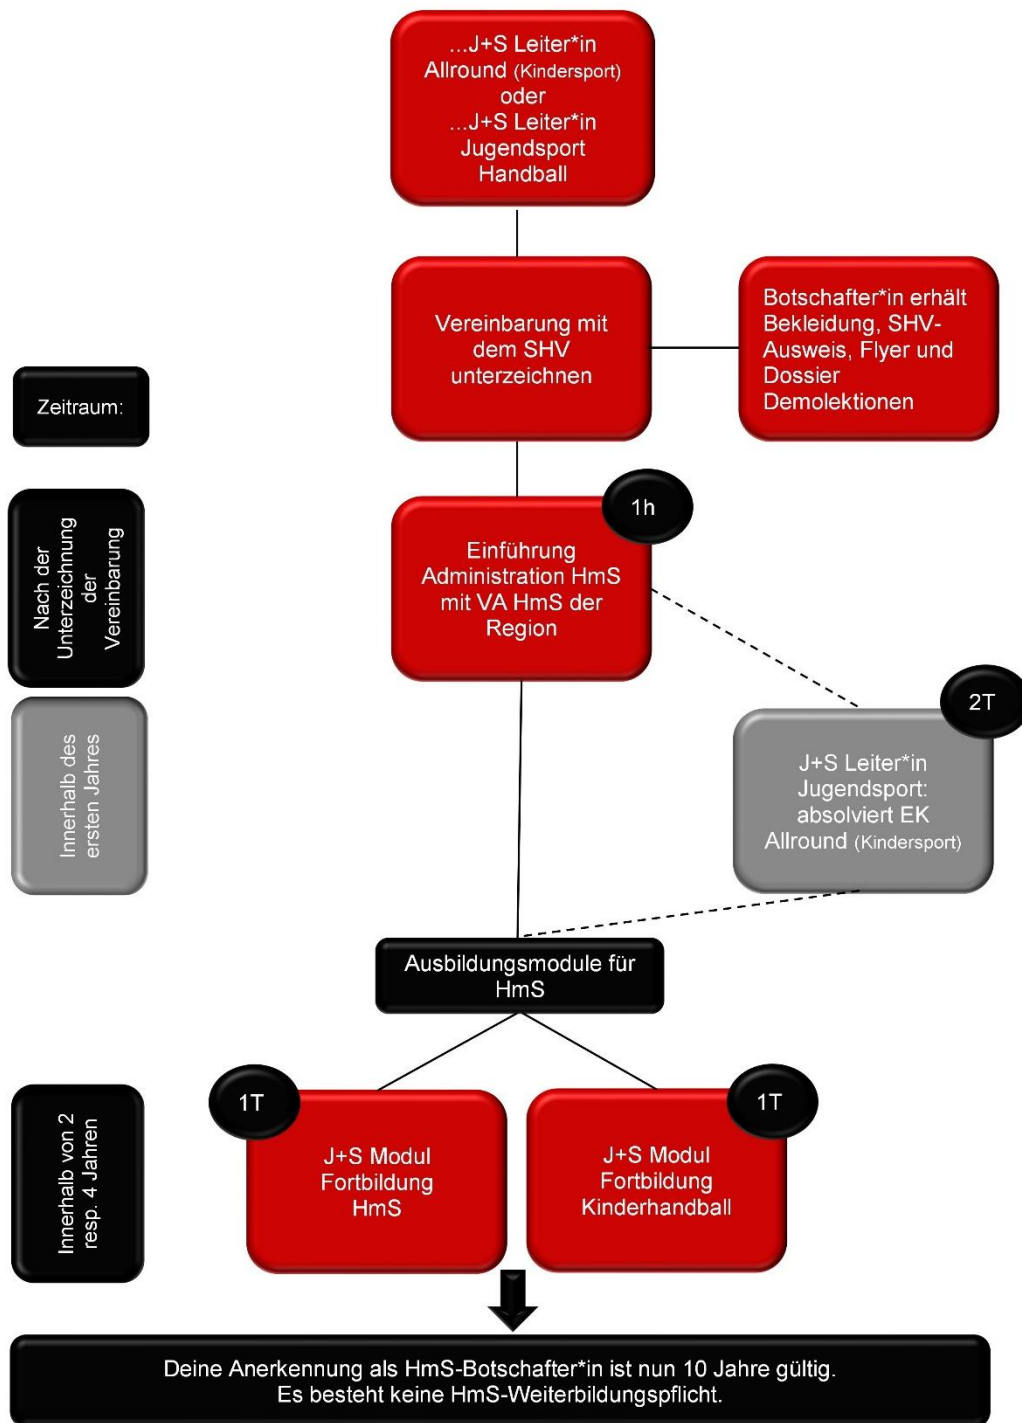 ...J+S Leiter*in
Allround (Kindersport)
oder
...J+S Leiter*in
Jugendsport
Handball
Vereinbarung mit
dem SHV
unterzeichnen
Botschafter*in erhält
Bekleidung, SHV-
Ausweis, Flyer und
Dossier
Demolektionen
Zeitraum:
Nach der
Unterzeichnung
der
Vereinbarung
1h
Einführung
Administration HmS
mit VA HmS der
Region
Innerhalb des
ersten Jahres
2T
J+S Leiter*in
Jugendsport:
absolviert EK
Allround (Kindersport)
Ausbildungsmodule für
HmS
Innerhalb von 2
resp. 4 Jahren
1T
J+S Modul
Fortbildung
HmS
1T
J+S Modul
Fortbildung
Kinderhandball
Deine Anerkennung als HmS-Botschafter*in ist nun 10 Jahre gültig.
Es besteht keine HmS-Weiterbildungspflicht.